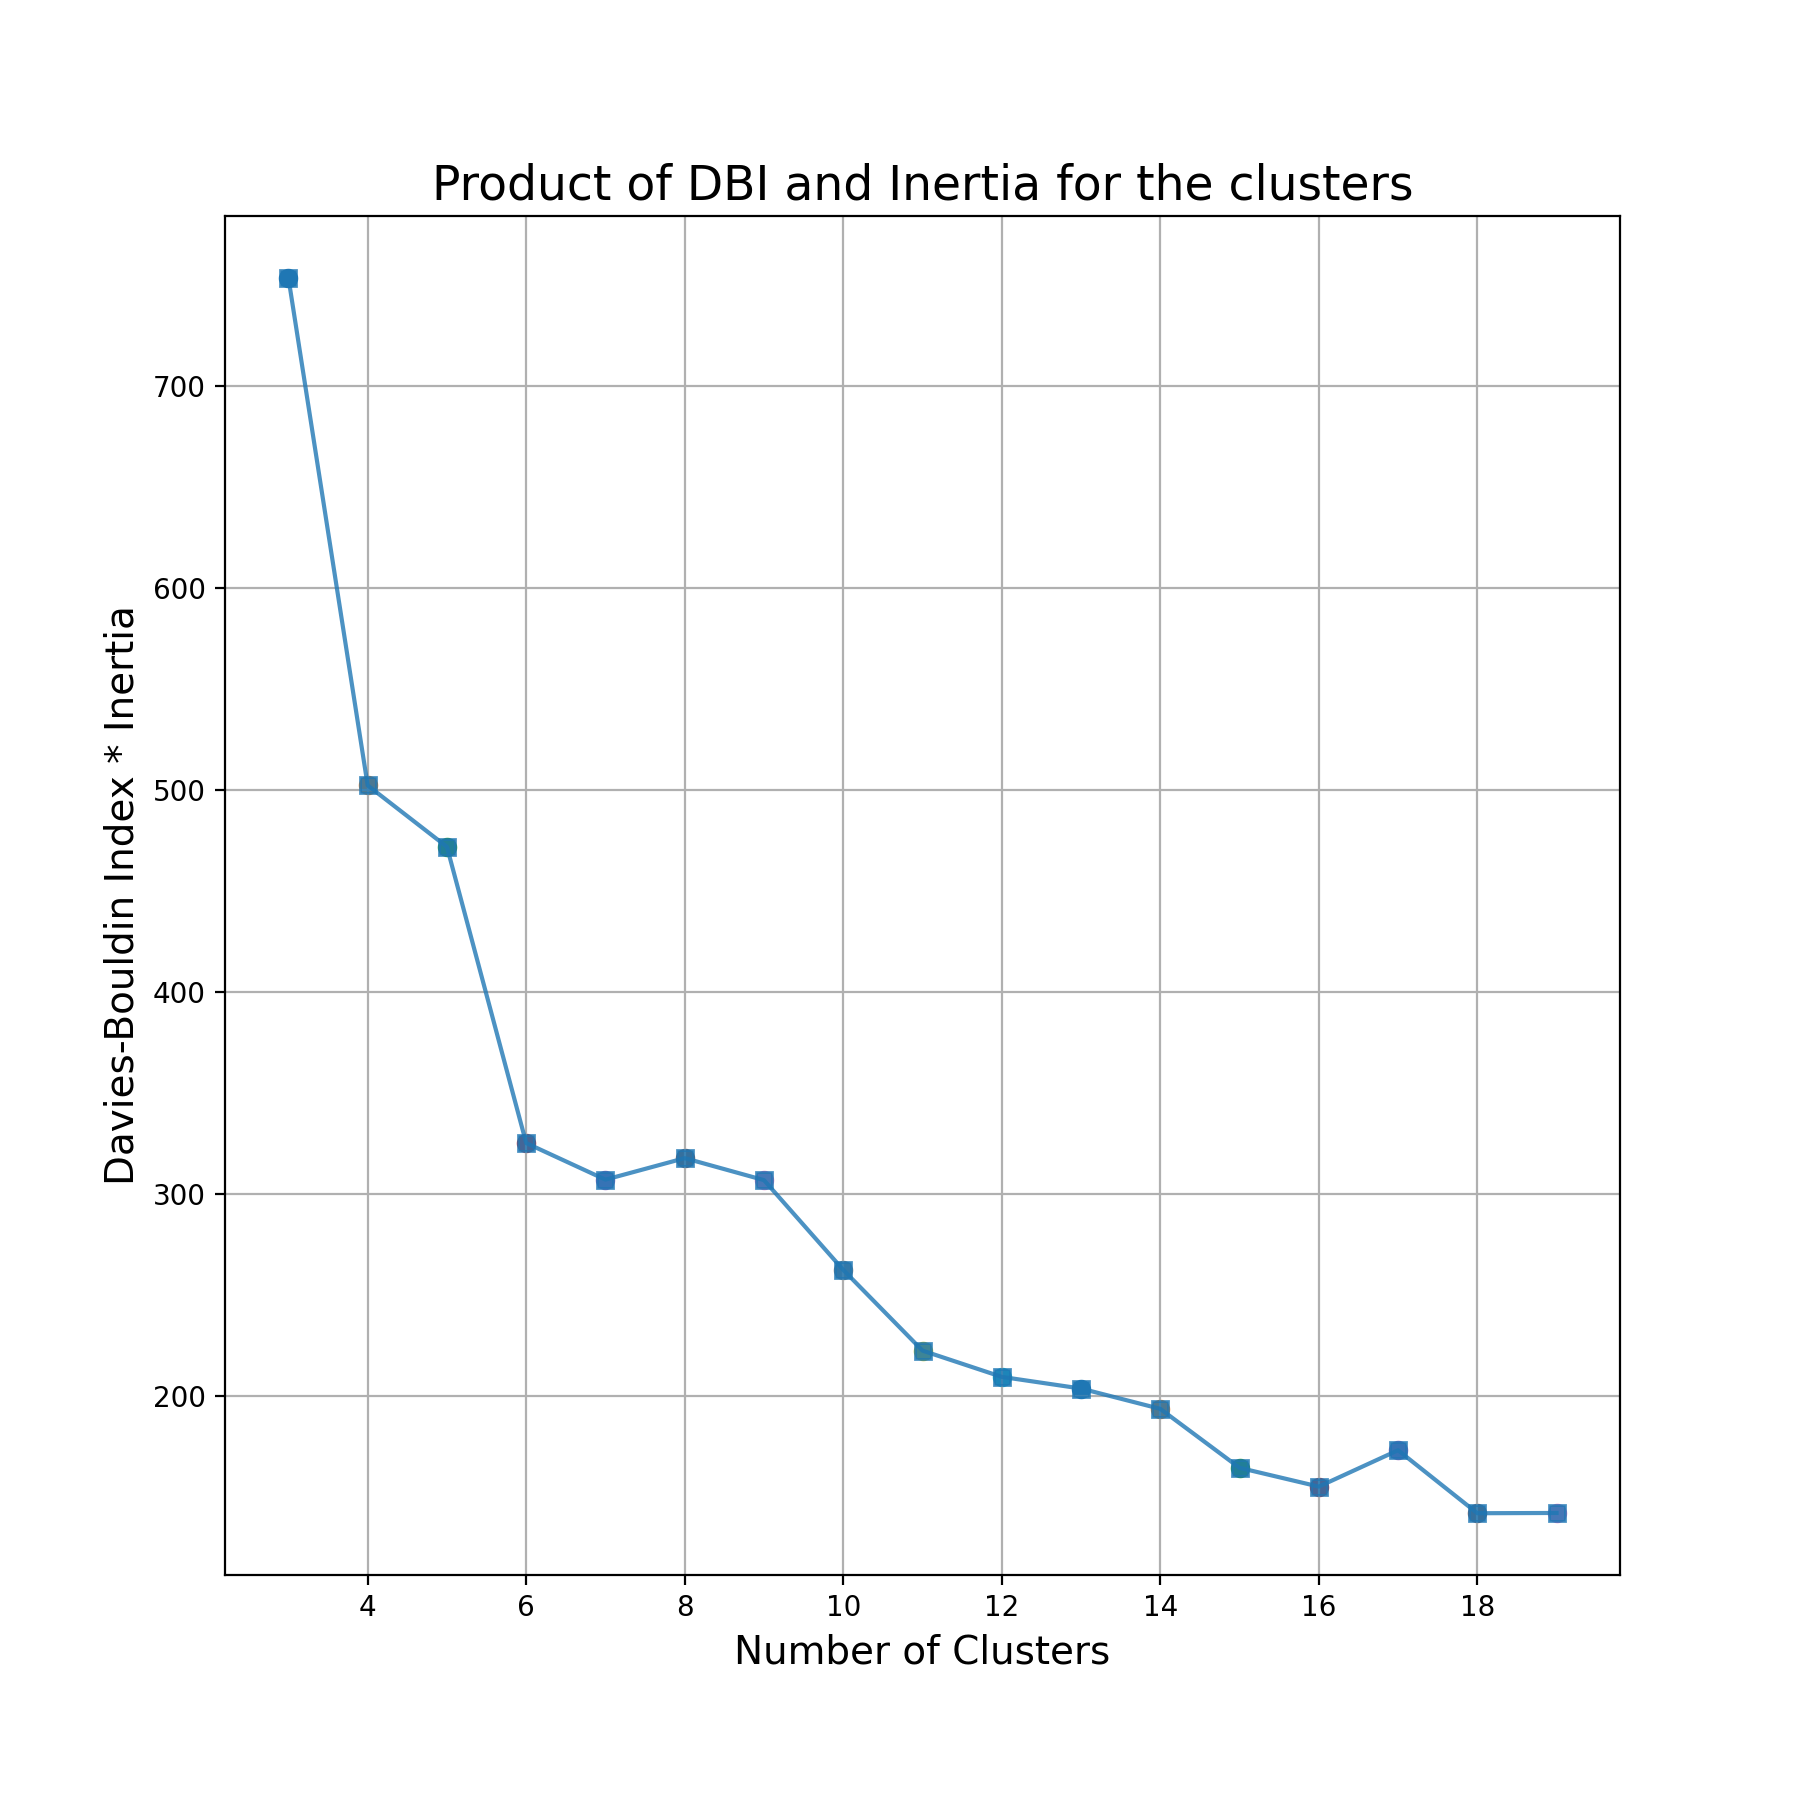 Product of DBI and Inertia for the clusters
Davies-Bouldin Index * Inertia
700
600
500
400
300
200
4 6 8 10 12 14 16 18
Number of Clusters